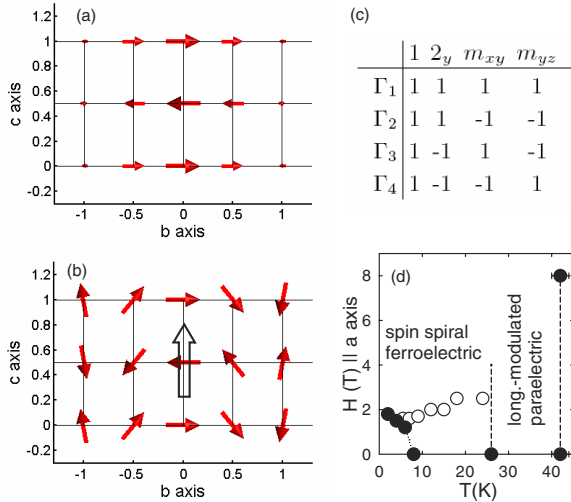 (a)
1.2
1
0.8
0.6
0.4
0.2
0
-0.2
c axis
-1 -0.5 0 0.5 1
b axis
(b)
1.2
1
0.8
0.6
0.4
0.2
0
-0.2
c axis
-1 -0.5 0 0.5 1
b axis
(c)
1 2y mxy myz
Γ1 1 1 1 1
Γ2 1 1 -1 -1
Γ3 1 -1 1 -1
Γ4 1 -1 -1 1
(d)
8
6
4
2
0
H (T) || a axis
spin spiral
ferroelectric
long.-modulated
paraelectric
0 10 20 30 40
T(K)